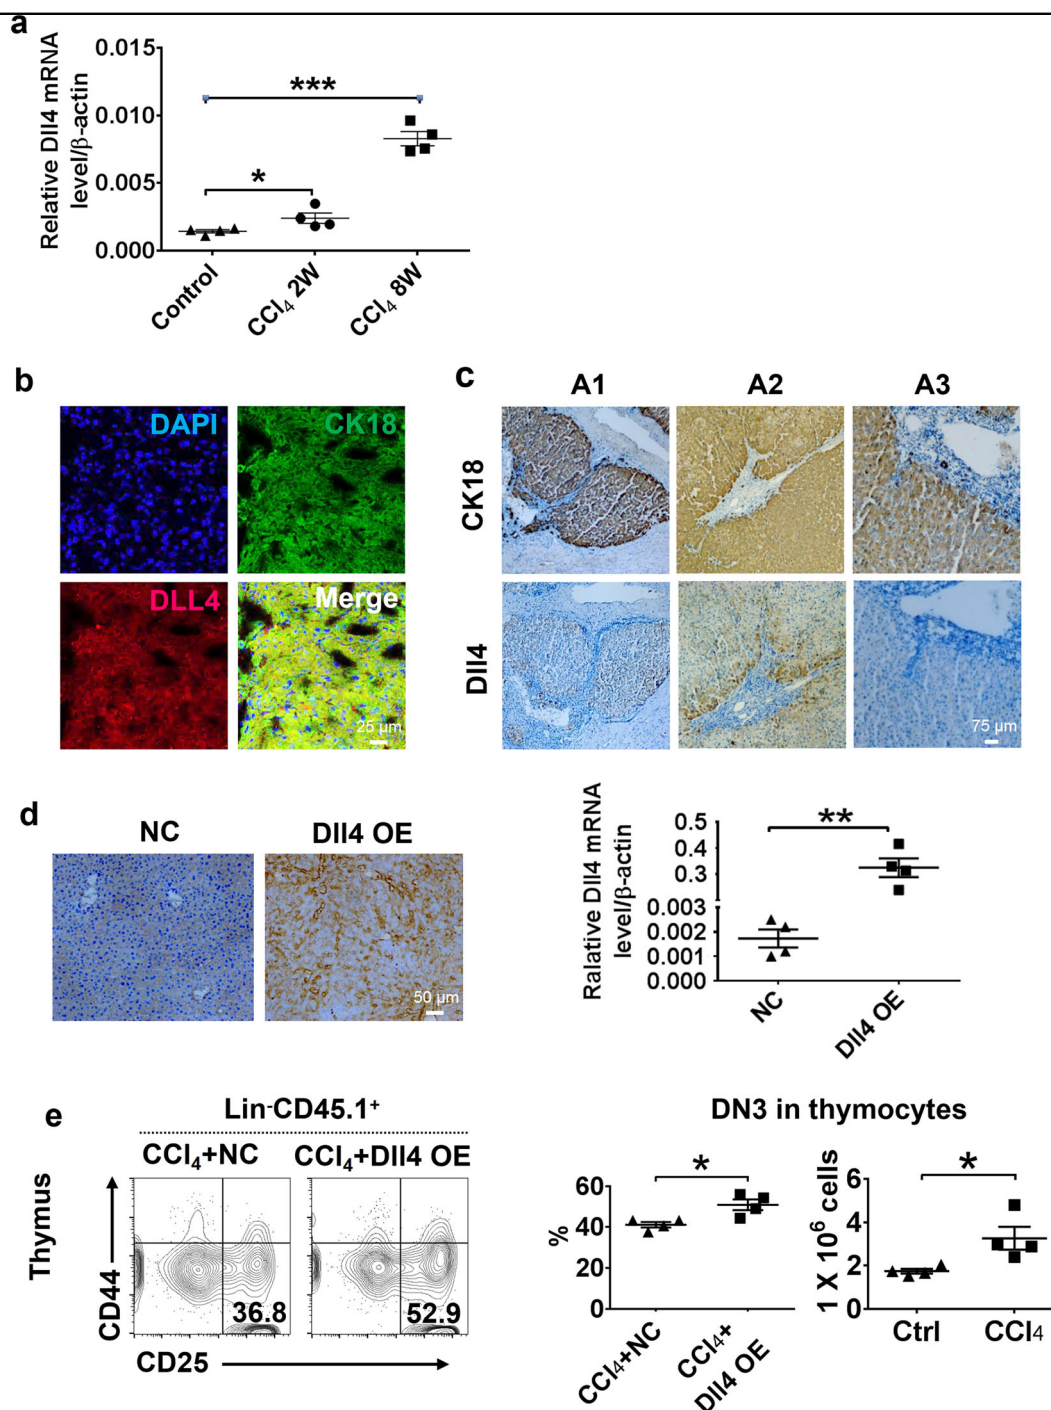 a
Relative Dll4 mRNA
level/β-actin
0.015
0.010
0.005
0.000
***
*
Control
CCl₄ 2W
CCl₄ 8W
b
DAPI
CK18
DLL4
Merge
25 μm
c
A1
A2
A3
CK18
Dll4
75 μm
d
NC
Dll4 OE
50 μm
Ralative Dll4 mRNA
level/β-actin
0.5
0.4
0.3
0.003
0.002
0.001
0.000
**
NC
Dll4 OE
e
Lin⁻CD45.1⁺
CCl₄+NC
CCl₄+Dll4 OE
Thymus
CD44
36.8
52.9
CD25
DN3 in thymocytes
%
60
40
20
0
*
CCl₄+NC
CCl₄+
Dll4 OE
1 X 10⁶ cells
6
4
2
0
*
Ctrl
CCl4